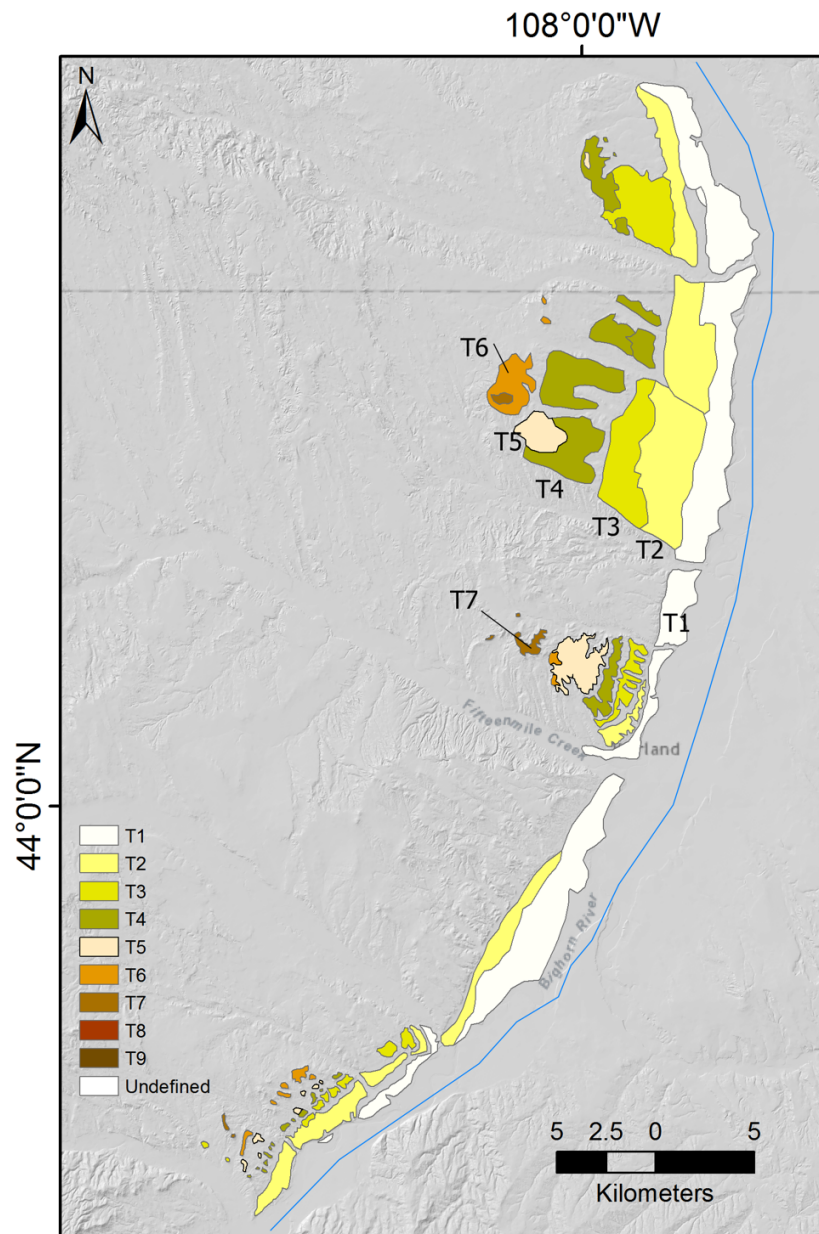 108°0'0"W
N
T6
T5
T4
T3
T2
T7
T1
Fifteenmile Creek
rland
44°0'0"N
T1
T2
T3
T4
T5
T6
T7
T8
T9
Undefined
Bighorn River
5 2.5 0 5
Kilometers